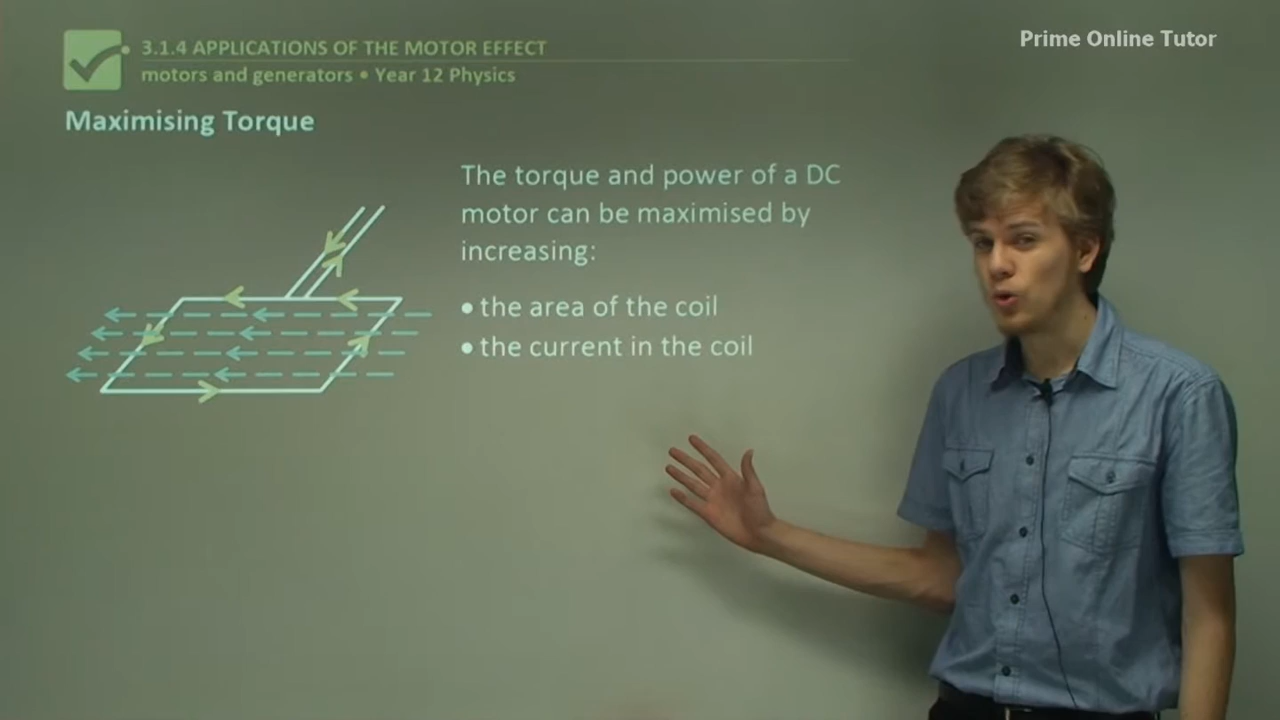 Prime Online Tutor
3.1.4 APPLICATIONS OF THE MOTOR EFFECT
motors and generators • Year 12 Physics
Maximising Torque
The torque and power of a DC
motor can be maximised by
increasing:
• the area of the coil
• the current in the coil